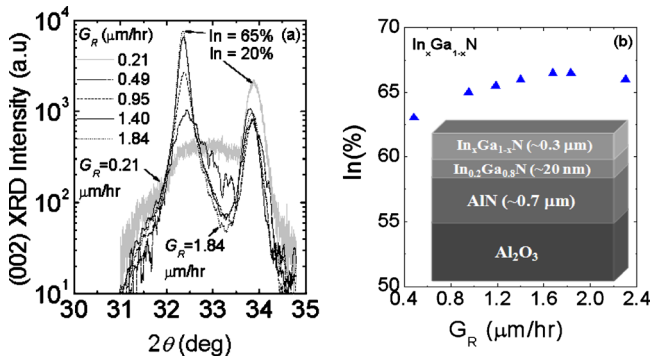 G_R (μm/hr)
0.21
0.49
0.95
1.40
1.84
In = 65%
In = 20%
(a)
G_R=0.21
μm/hr
G_R=1.84
μm/hr
(002) XRD Intensity (a.u)
10^4
10^3
10^2
10^1
30 31 32 33 34 35
2θ (deg)
In_xGa_1-xN
(b)
In(%)
70
65
60
55
50
In_xGa_1-xN (~0.3 μm)
In_0.2Ga_0.8N (~20 nm)
AlN (~0.7 μm)
Al_2O_3
0.4 0.8 1.2 1.6 2.0 2.4
G_R (μm/hr)